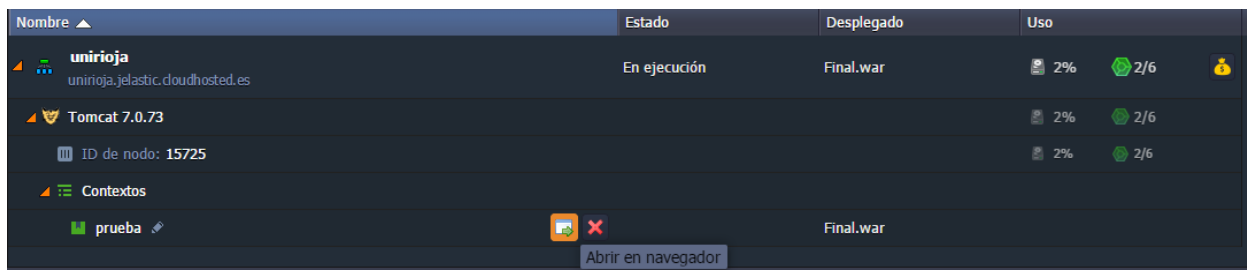 Nombre Estado Desplegado Uso
unirioja
unirioja.jelastic.cloudhosted.es En ejecución Final.war 2% 2/6
Tomcat 7.0.73 2% 2/6
ID de nodo: 15725 2% 2/6
Contextos
prueba Final.war
Abrir en navegador